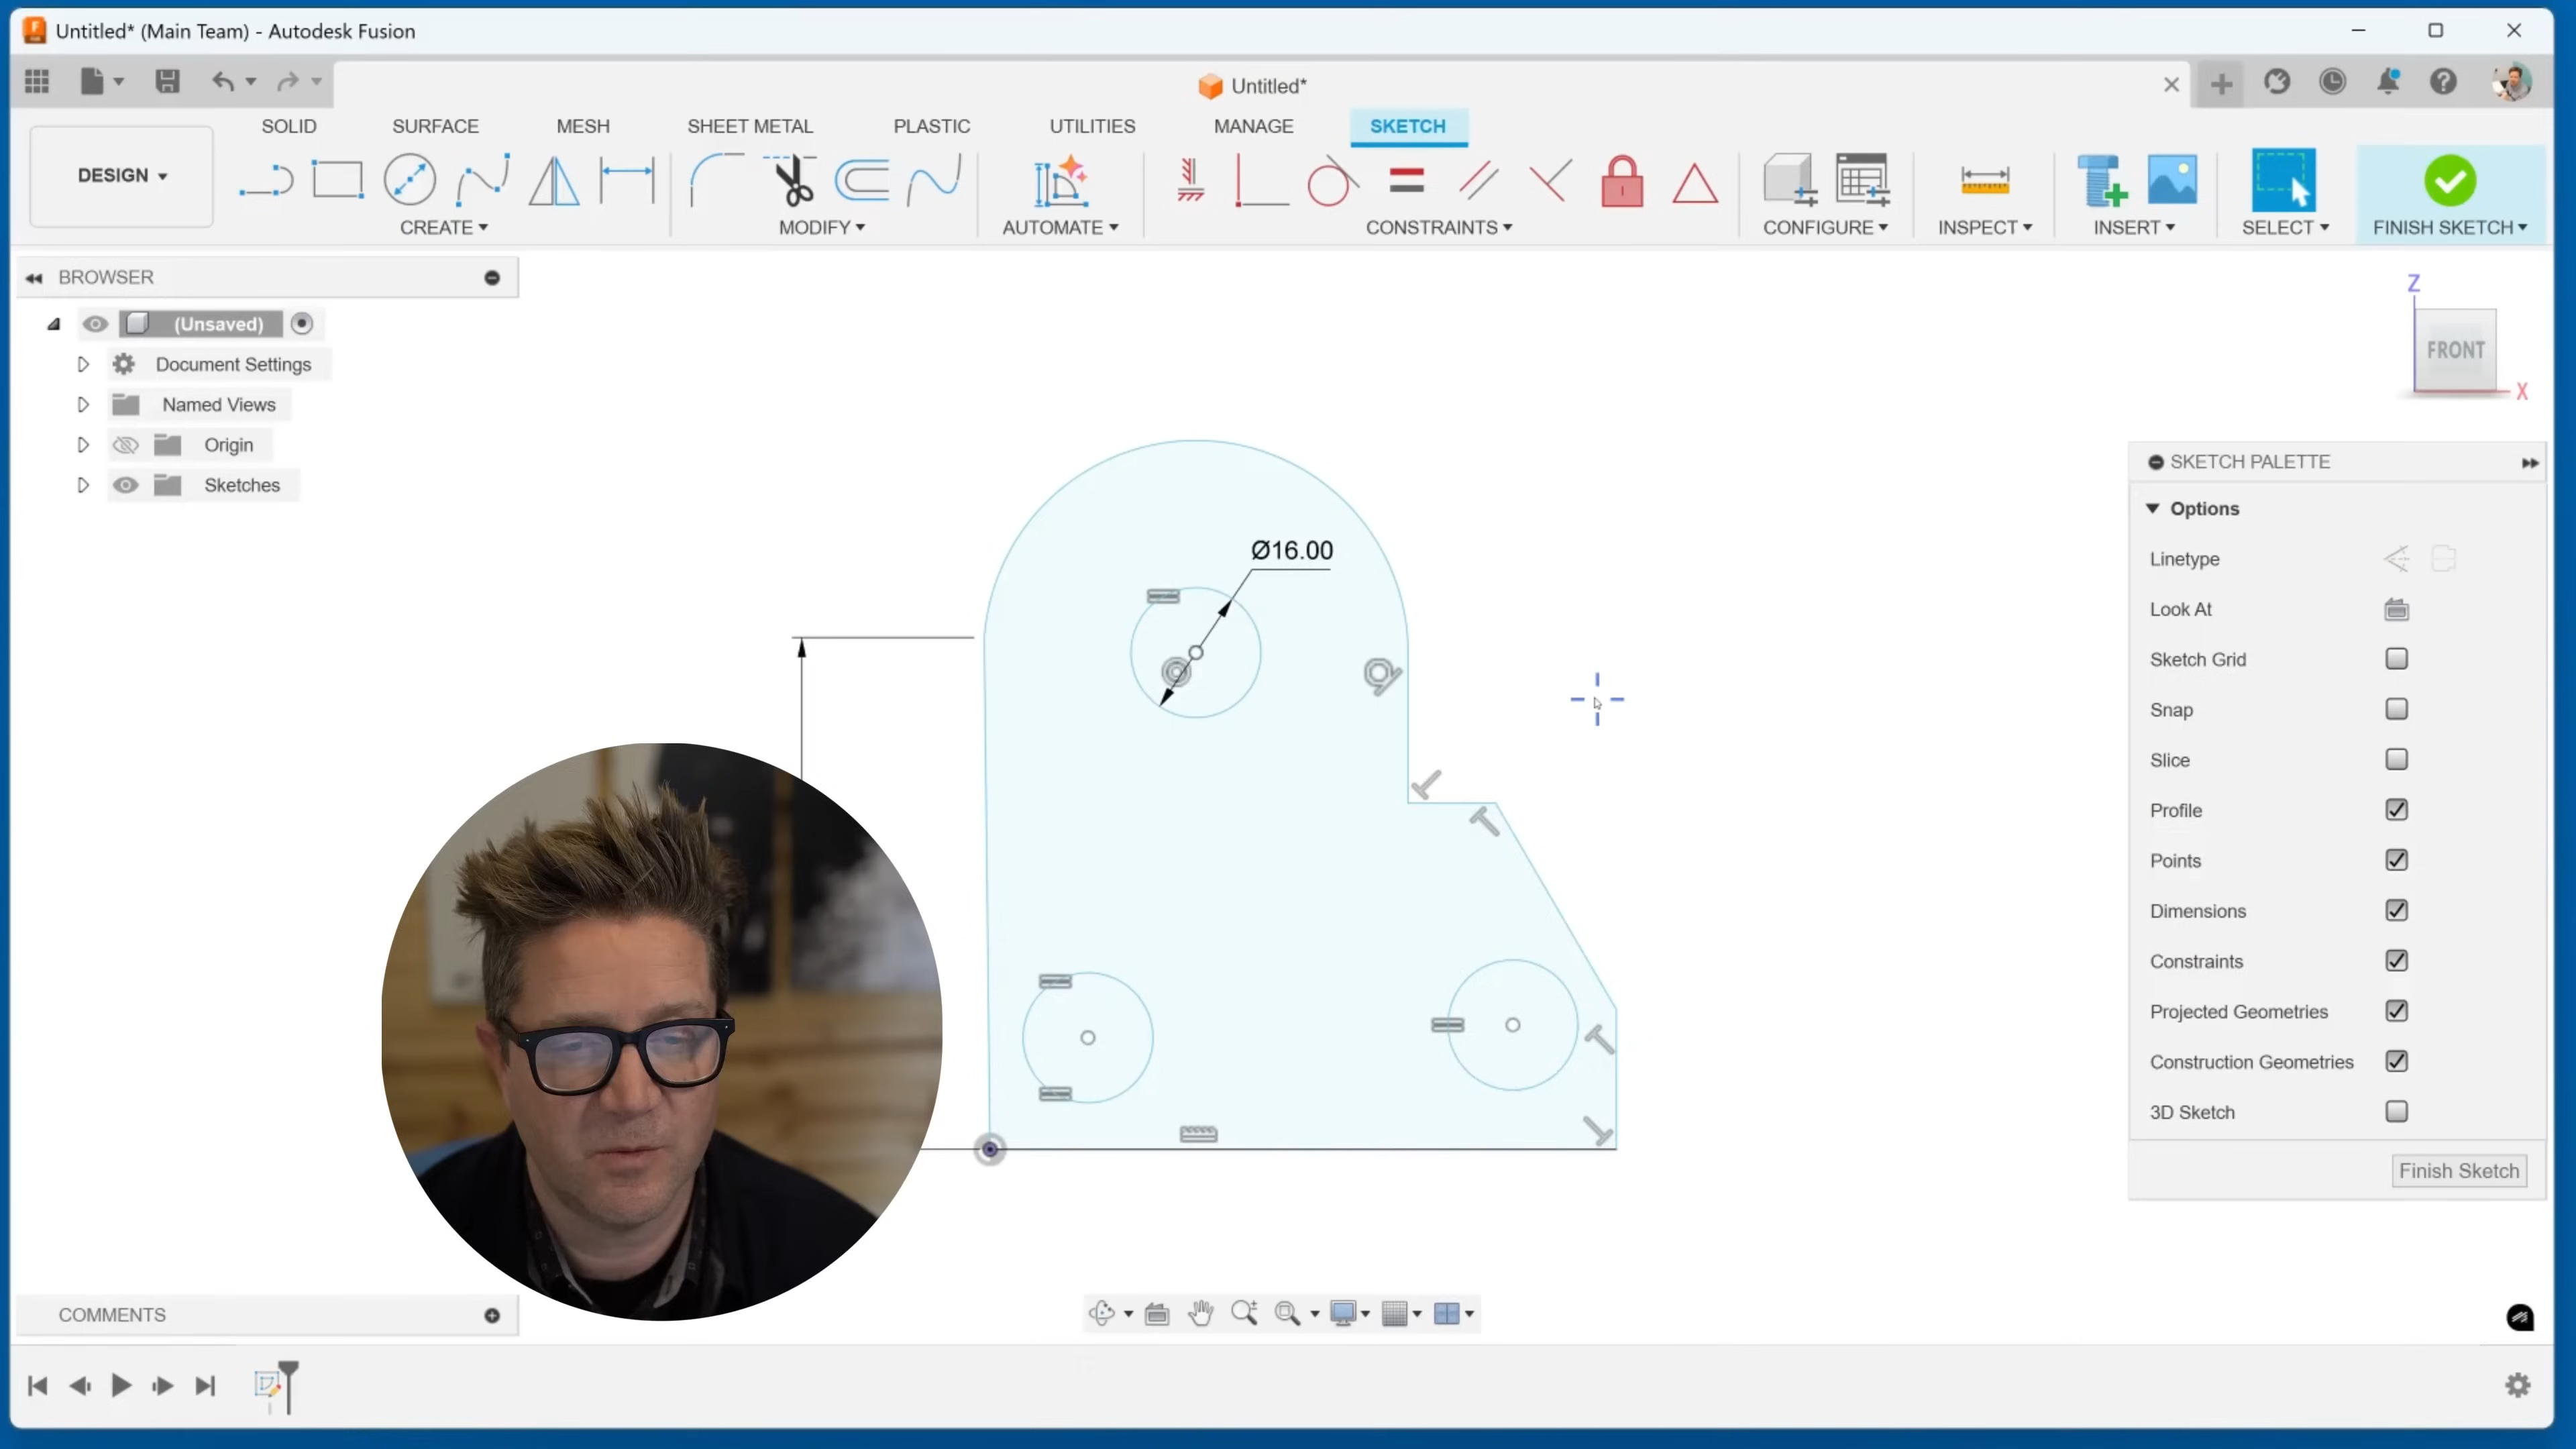 Untitled* (Main Team) - Autodesk Fusion
Untitled*
SOLID SURFACE MESH SHEET METAL PLASTIC UTILITIES MANAGE SKETCH
DESIGN
CREATE MODIFY AUTOMATE CONSTRAINTS CONFIGURE INSPECT INSERT SELECT FINISH SKETCH
BROWSER
(Unsaved)
Document Settings
Named Views
Origin
Sketches
Z
FRONT
X
Ø16.00
SKETCH PALETTE
Options
Linetype
Look At
Sketch Grid
Snap
Slice
Profile
Points
Dimensions
Constraints
Projected Geometries
Construction Geometries
3D Sketch
Finish Sketch
COMMENTS